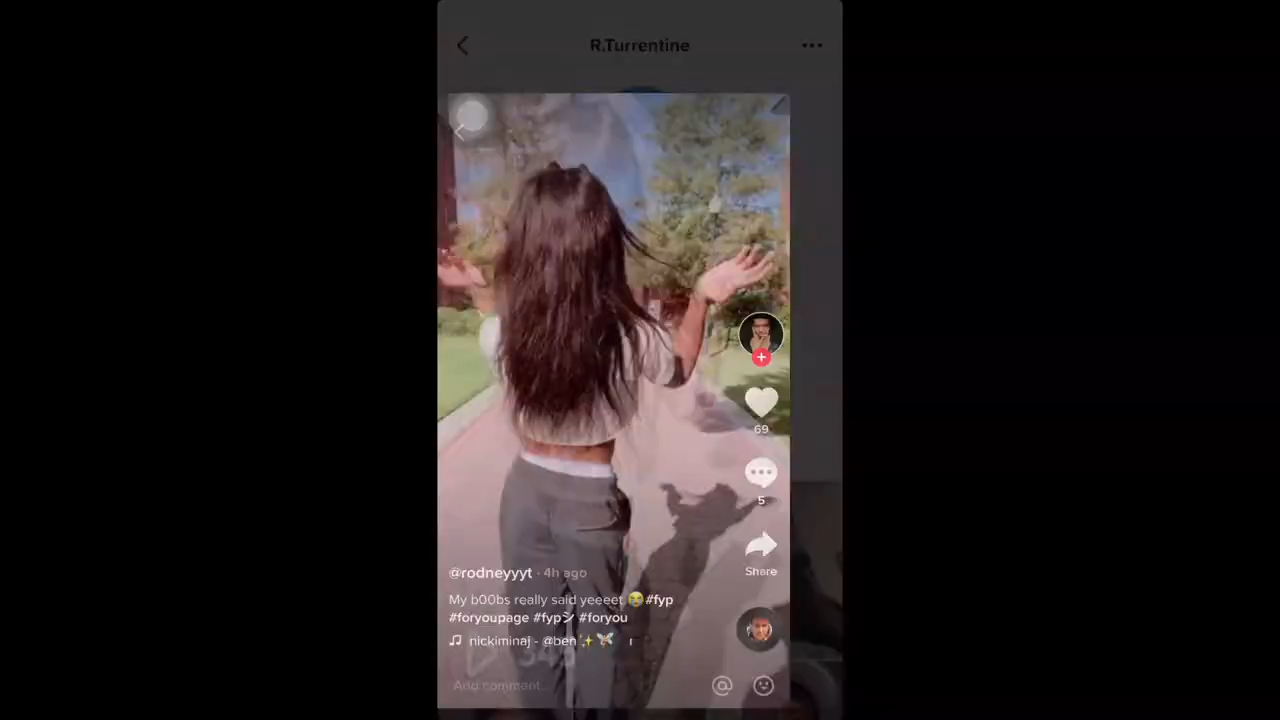 R.Turrentine
69
5
Share
@rodneyyyt · 4h ago
My b00bs really said yeeeet 😭 #fyp
#foryoupage #fypシ #foryou
nickiminaj - @ben✨🧚
Add comment...